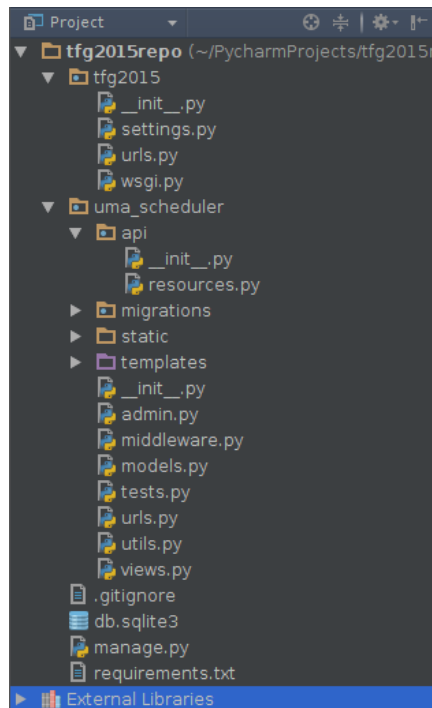 Project
tfg2015repo (~/PycharmProjects/tfg2015r
tfg2015
__init__.py
settings.py
urls.py
wsgi.py
uma_scheduler
api
__init__.py
resources.py
migrations
static
templates
__init__.py
admin.py
middleware.py
models.py
tests.py
urls.py
utils.py
views.py
.gitignore
db.sqlite3
manage.py
requirements.txt
External Libraries